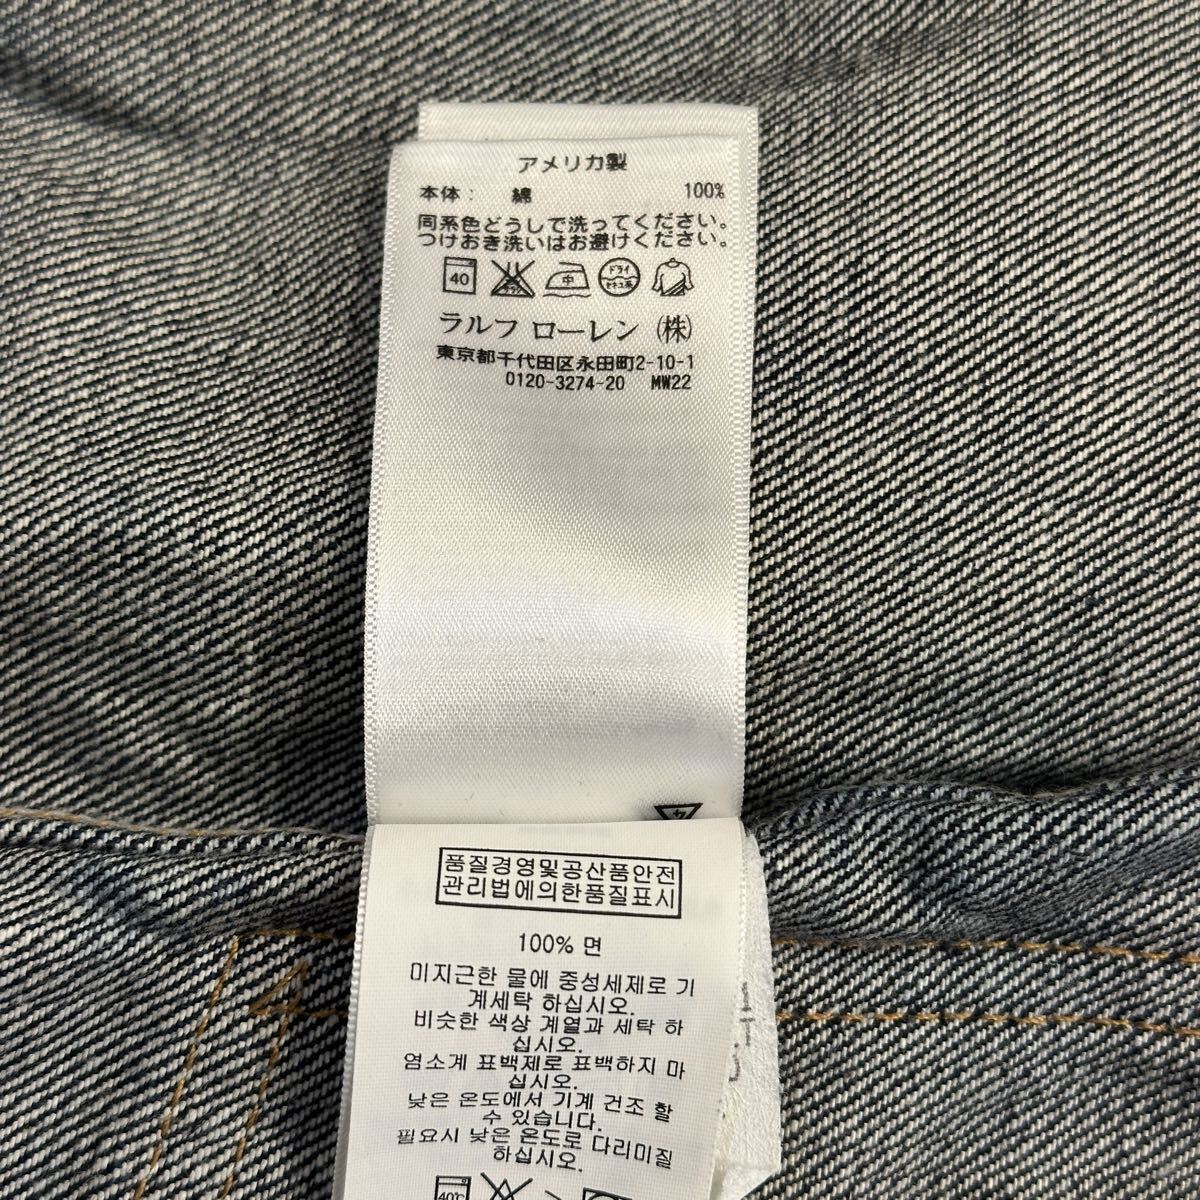 アメリカ製
本体: 綿 100%
同系色どうしで洗ってください。
つけおき洗いはお避けください。
40 中 ドライ
ラルフ ローレン (株)
東京都千代田区永田町2-10-1
0120-3274-20 MW22
품질경영및공산품안전
관리법에의한품질표시
100% 면
미지근한 물에 중성세제로 기
계세탁 하십시오.
비슷한 색상 계열과 세탁 하
십시오.
염소계 표백제로 표백하지 마
십시오.
낮은 온도에서 기계 건조 할
수 있습니다.
필요시 낮은 온도로 다리미질
하십시오.
40℃